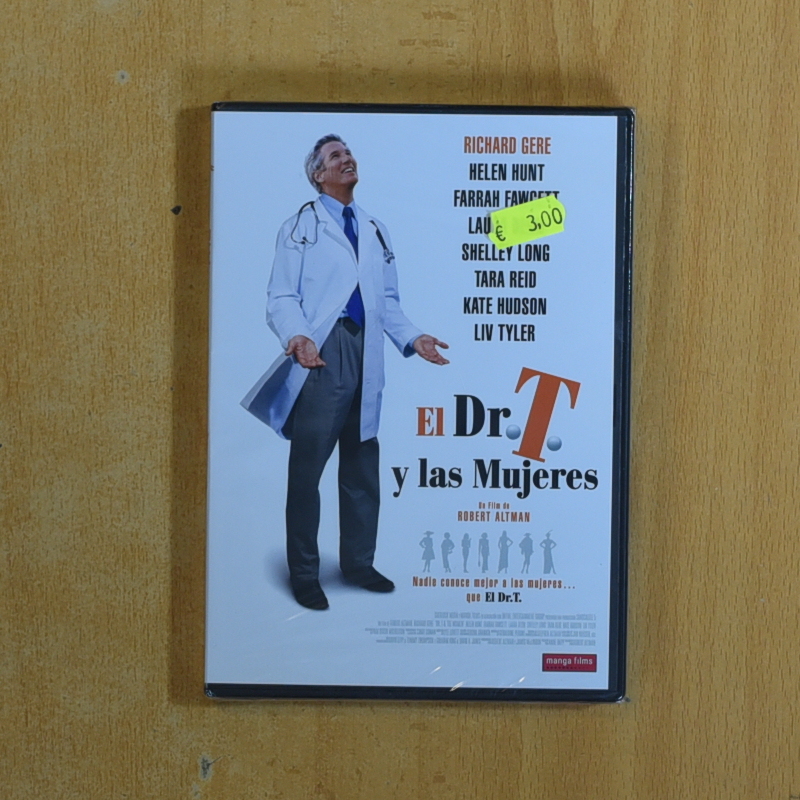 RICHARD GERE
HELEN HUNT
FARRAH FAWCETT
LAU
€ 3,00
SHELLEY LONG
TARA REID
KATE HUDSON
LIV TYLER
El Dr. T.
y las Mujeres
Un Film de
ROBERT ALTMAN
Nadie conoce mejor a las mujeres...
que El Dr. T.
manga films